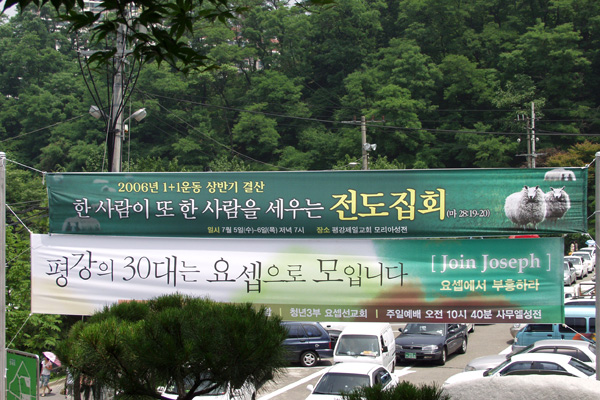 2006년 1+1운동 상반기 결산
한 사람이 또 한 사람을 세우는 전도집회 (마 28:19-20)
일시 7월 5일(수)-6일(목) 저녁 7시 장소 평강제일교회 모리아성전
평강의 30대는 요셉으로 모입니다
[ Join Joseph ]
요셉에서 부흥하라
청년3부 요셉선교회 | 주일예배 오전 10시 40분 사무엘성전